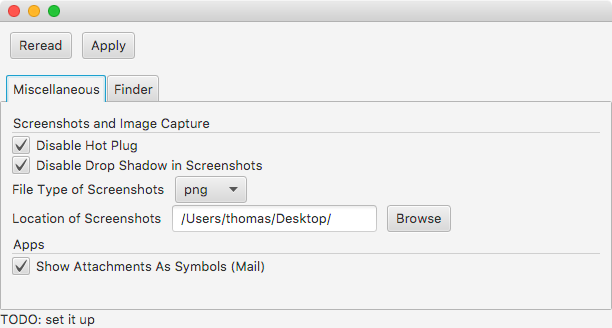 Reread Apply
Miscellaneous Finder
Screenshots and Image Capture
Disable Hot Plug
Disable Drop Shadow in Screenshots
File Type of Screenshots png
Location of Screenshots /Users/thomas/Desktop/ Browse
Apps
Show Attachments As Symbols (Mail)
TODO: set it up